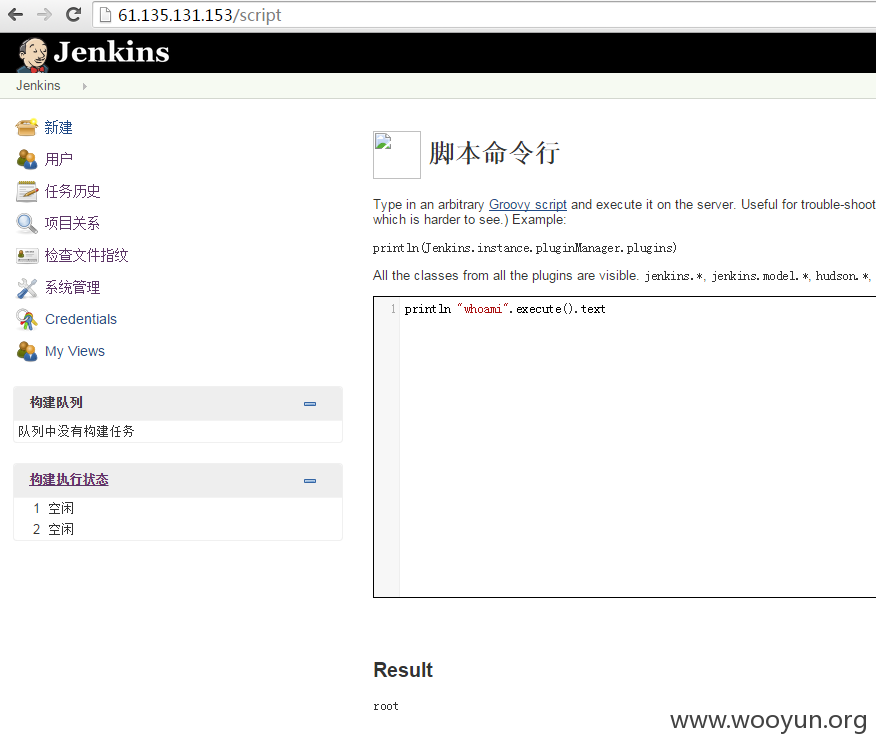 61.135.131.153/script
Jenkins
Jenkins
新建
用户
任务历史
项目关系
检查文件指纹
系统管理
Credentials
My Views
构建队列
队列中没有构建任务
构建执行状态
1 空闲
2 空闲
脚本命令行
Type in an arbitrary Groovy script and execute it on the server. Useful for trouble-shoot
which is harder to see.) Example:
println(Jenkins.instance.pluginManager.plugins)
All the classes from all the plugins are visible. jenkins.*, jenkins.model.*, hudson.*,
1 println "whoami".execute().text
Result
root
www.wooyun.org